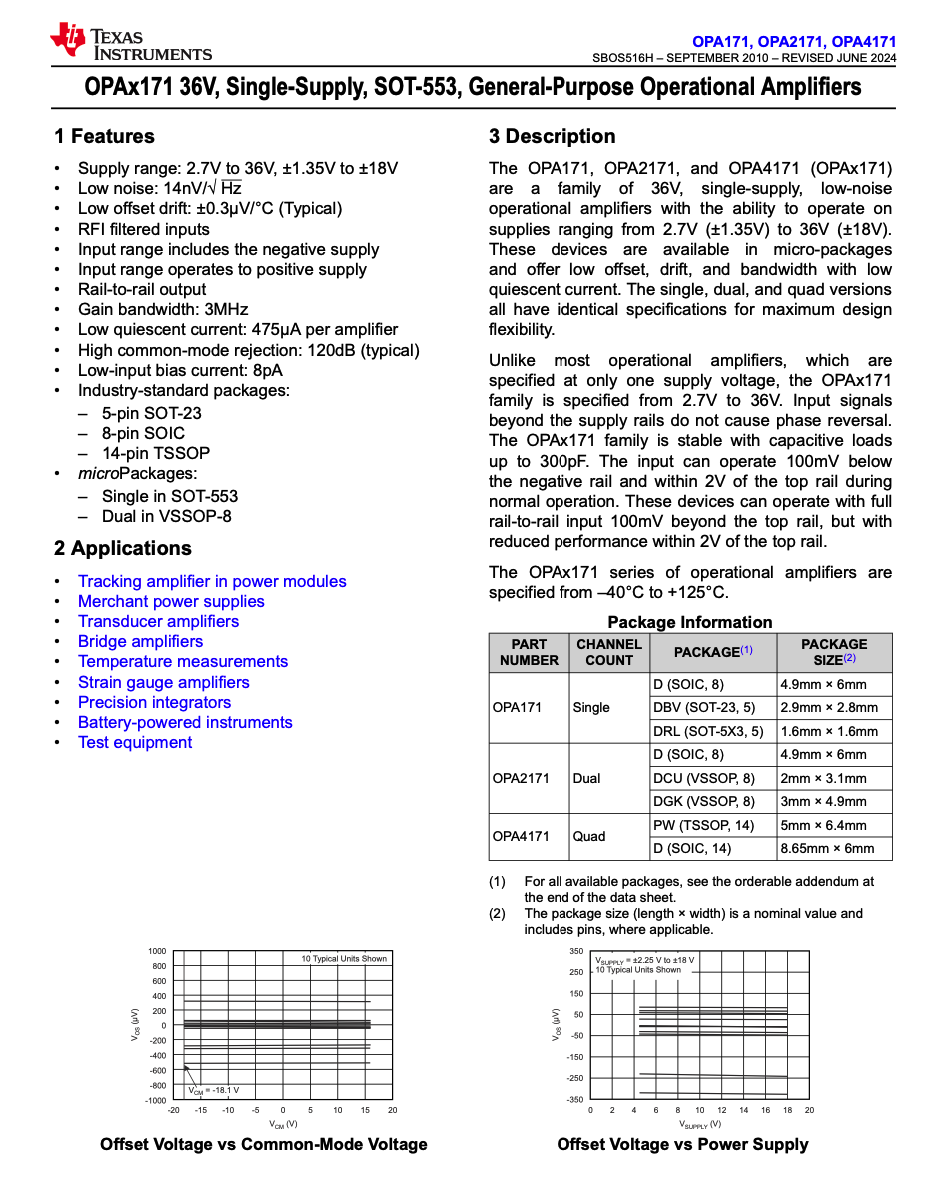 TEXAS
INSTRUMENTS
OPA171, OPA2171, OPA4171
SBOS516H – SEPTEMBER 2010 – REVISED JUNE 2024
OPAx171 36V, Single-Supply, SOT-553, General-Purpose Operational Amplifiers
1 Features
• Supply range: 2.7V to 36V, ±1.35V to ±18V
• Low noise: 14nV/√Hz
• Low offset drift: ±0.3µV/°C (Typical)
• RFI filtered inputs
• Input range includes the negative supply
• Input range operates to positive supply
• Rail-to-rail output
• Gain bandwidth: 3MHz
• Low quiescent current: 475µA per amplifier
• High common-mode rejection: 120dB (typical)
• Low-input bias current: 8pA
• Industry-standard packages:
– 5-pin SOT-23
– 8-pin SOIC
– 14-pin TSSOP
• microPackages:
– Single in SOT-553
– Dual in VSSOP-8
2 Applications
• Tracking amplifier in power modules
• Merchant power supplies
• Transducer amplifiers
• Bridge amplifiers
• Temperature measurements
• Strain gauge amplifiers
• Precision integrators
• Battery-powered instruments
• Test equipment
3 Description
The OPA171, OPA2171, and OPA4171 (OPAx171)
are a family of 36V, single-supply, low-noise
operational amplifiers with the ability to operate on
supplies ranging from 2.7V (±1.35V) to 36V (±18V).
These devices are available in micro-packages
and offer low offset, drift, and bandwidth with low
quiescent current. The single, dual, and quad versions
all have identical specifications for maximum design
flexibility.
Unlike most operational amplifiers, which are
specified at only one supply voltage, the OPAx171
family is specified from 2.7V to 36V. Input signals
beyond the supply rails do not cause phase reversal.
The OPAx171 family is stable with capacitive loads
up to 300pF. The input can operate 100mV below
the negative rail and within 2V of the top rail during
normal operation. These devices can operate with full
rail-to-rail input 100mV beyond the top rail, but with
reduced performance within 2V of the top rail.
The OPAx171 series of operational amplifiers are
specified from –40°C to +125°C.
Package Information
PART NUMBER CHANNEL COUNT PACKAGE(1) PACKAGE SIZE(2)
OPA171 Single D (SOIC, 8) 4.9mm × 6mm
DBV (SOT-23, 5) 2.9mm × 2.8mm
DRL (SOT-5X3, 5) 1.6mm × 1.6mm
OPA2171 Dual D (SOIC, 8) 4.9mm × 6mm
DCU (VSSOP, 8) 2mm × 3.1mm
DGK (VSSOP, 8) 3mm × 4.9mm
OPA4171 Quad PW (TSSOP, 14) 5mm × 6.4mm
D (SOIC, 14) 8.65mm × 6mm
(1) For all available packages, see the orderable addendum at
the end of the data sheet.
(2) The package size (length × width) is a nominal value and
includes pins, where applicable.
10 Typical Units Shown
VOS (µV)
1000
800
600
400
200
0
-200
-400
-600
-800
-1000
VCM = -18.1 V
-20 -15 -10 -5 0 5 10 15 20
VCM (V)
Offset Voltage vs Common-Mode Voltage
VSUPPLY = ±2.25 V to ±18 V
10 Typical Units Shown
VOS (µV)
350
250
150
50
-50
-150
-250
-350
0 2 4 6 8 10 12 14 16 18 20
VSUPPLY (V)
Offset Voltage vs Power Supply